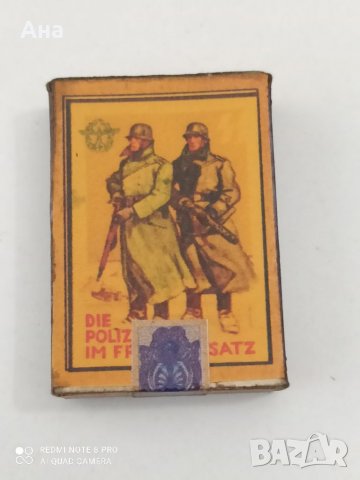 Ана
DIE
POLIZ
IM FR SATZ
REDMI NOTE 8 PRO
AI QUAD CAMERA
BAZAR